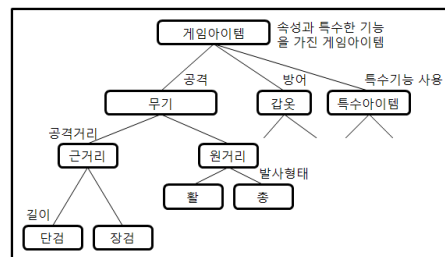 게임아이템
속성과 특수한 기능
을 가진 게임아이템
공격
방어
특수기능 사용
무기
갑옷
특수아이템
공격거리
근거리
원거리
발사형태
활
총
길이
단검
장검